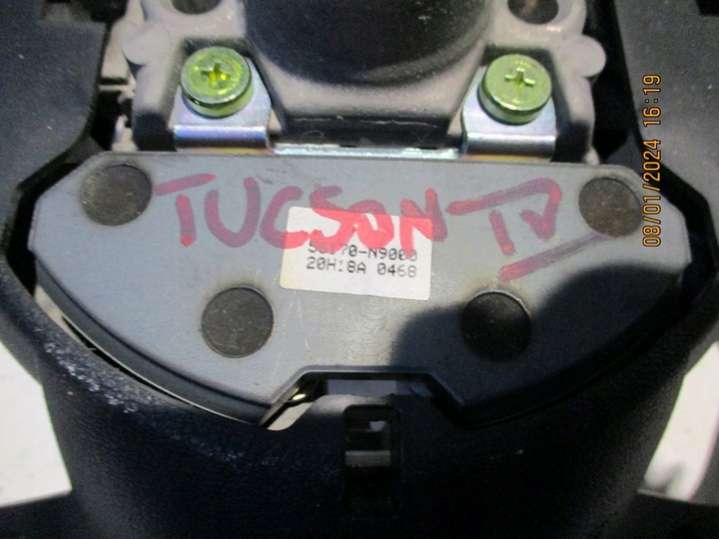 TUCSON IV
56170-N9000
20H18A 0468
08/01/2024 16:19